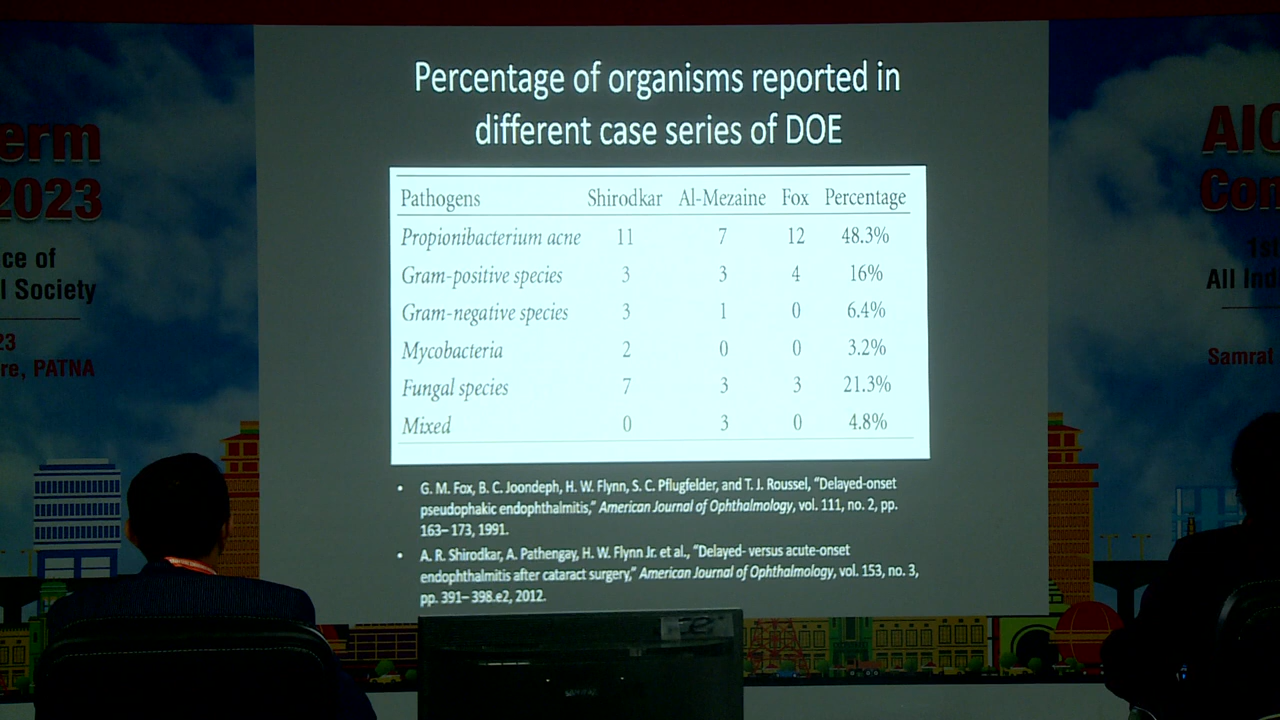 Percentage of organisms reported in
different case series of DOE
Pathogens Shirodkar Al-Mezaine Fox Percentage
Propionibacterium acne 11 7 12 48.3%
Gram-positive species 3 3 4 16%
Gram-negative species 3 1 0 6.4%
Mycobacteria 2 0 0 3.2%
Fungal species 7 3 3 21.3%
Mixed 0 3 0 4.8%
• G. M. Fox, B. C. Joondeph, H. W. Flynn, S. C. Pflugfelder, and T. J. Roussel, “Delayed-onset
pseudophakic endophthalmitis,” American Journal of Ophthalmology, vol. 111, no. 2, pp.
163– 173, 1991.
• A. R. Shirodkar, A. Pathengay, H. W. Flynn Jr. et al., “Delayed- versus acute-onset
endophthalmitis after cataract surgery,” American Journal of Ophthalmology, vol. 153, no. 3,
pp. 391– 398.e2, 2012.
erm
2023
ce of
l Society
23
re, PATNA
AIO
Con
1st
All Ind
Samrat